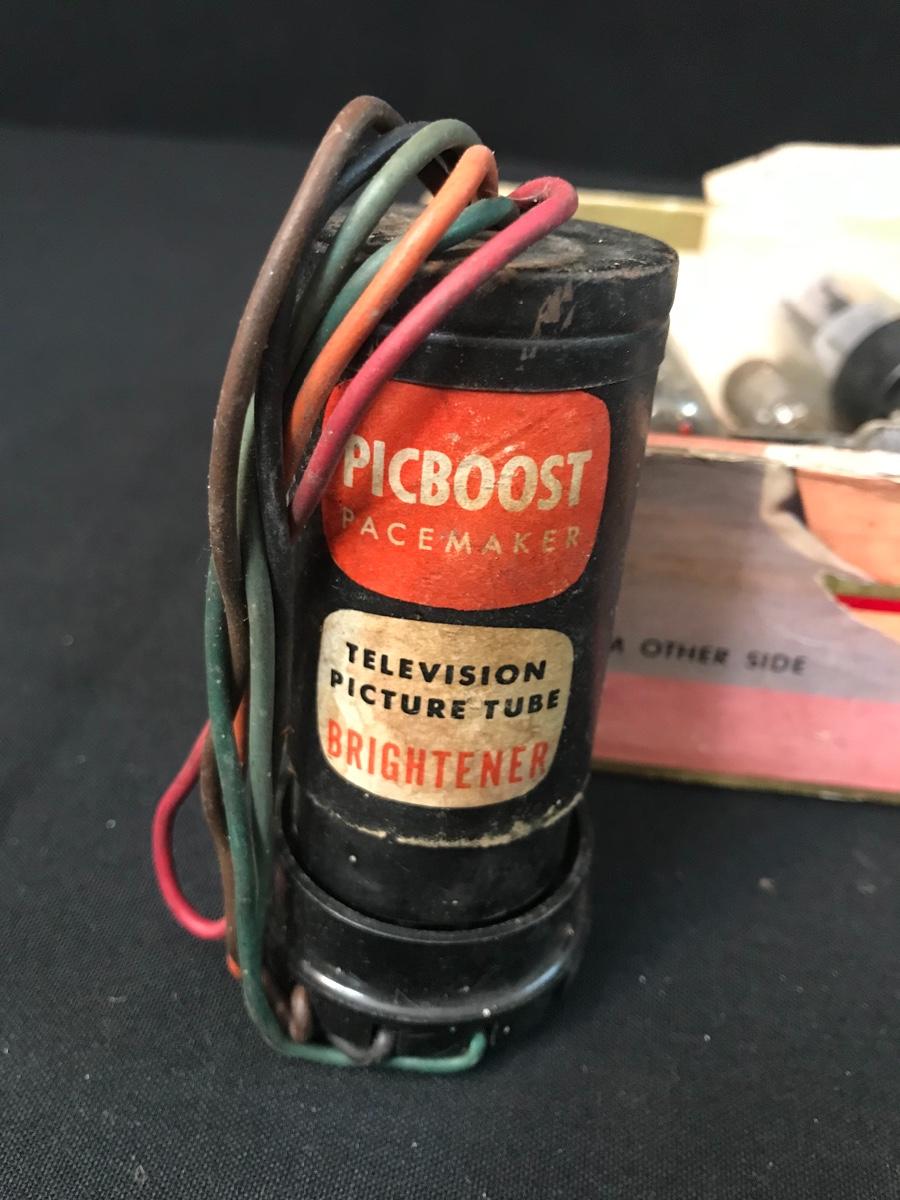 PICBOOST
PACEMAKER
TELEVISION
PICTURE TUBE
BRIGHTENER
OTHER SIDE